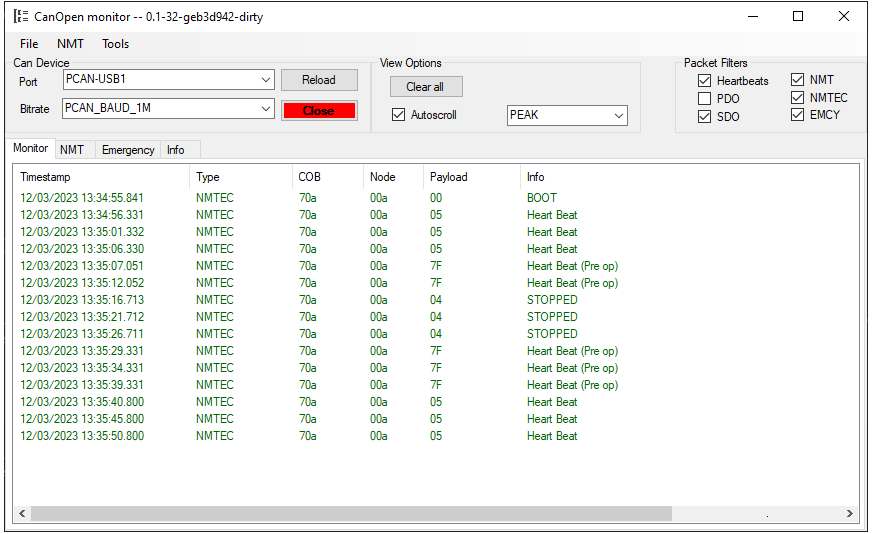 CanOpen monitor -- 0.1-32-geb3d942-dirty
File NMT Tools
Can Device View Options Packet Filters
Port PCAN-USB1 Reload Clear all Heartbeats NMT
PDO NMTEC
Bitrate PCAN_BAUD_1M Close Autoscroll PEAK SDO EMCY
Monitor NMT Emergency Info
Timestamp Type COB Node Payload Info
12/03/2023 13:34:55.841 NMTEC 70a 00a 00 BOOT
12/03/2023 13:34:56.331 NMTEC 70a 00a 05 Heart Beat
12/03/2023 13:35:01.332 NMTEC 70a 00a 05 Heart Beat
12/03/2023 13:35:06.330 NMTEC 70a 00a 05 Heart Beat
12/03/2023 13:35:07.051 NMTEC 70a 00a 7F Heart Beat (Pre op)
12/03/2023 13:35:12.052 NMTEC 70a 00a 7F Heart Beat (Pre op)
12/03/2023 13:35:16.713 NMTEC 70a 00a 04 STOPPED
12/03/2023 13:35:21.712 NMTEC 70a 00a 04 STOPPED
12/03/2023 13:35:26.711 NMTEC 70a 00a 04 STOPPED
12/03/2023 13:35:29.331 NMTEC 70a 00a 7F Heart Beat (Pre op)
12/03/2023 13:35:34.331 NMTEC 70a 00a 7F Heart Beat (Pre op)
12/03/2023 13:35:39.331 NMTEC 70a 00a 7F Heart Beat (Pre op)
12/03/2023 13:35:40.800 NMTEC 70a 00a 05 Heart Beat
12/03/2023 13:35:45.800 NMTEC 70a 00a 05 Heart Beat
12/03/2023 13:35:50.800 NMTEC 70a 00a 05 Heart Beat